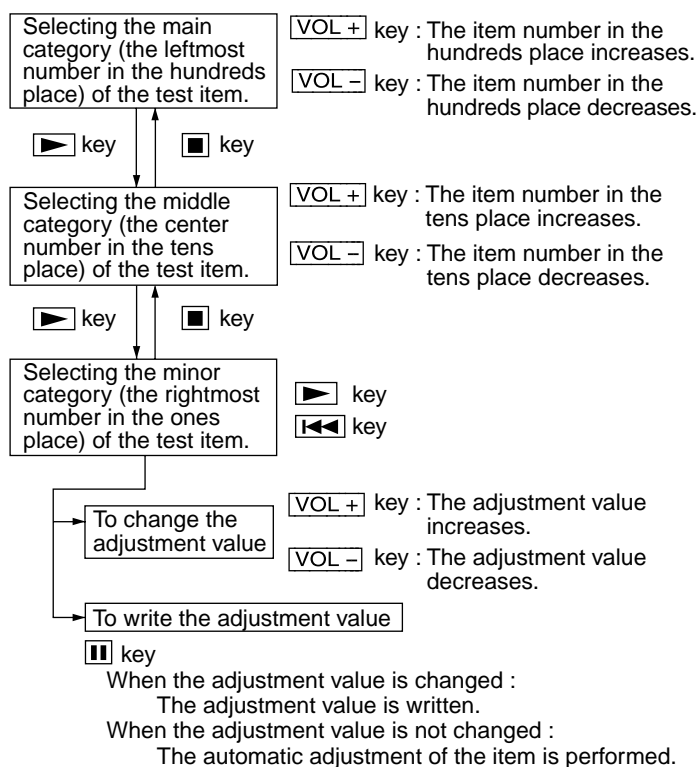 Selecting the main
category (the leftmost
number in the hundreds
place) of the test item.
VOL + key : The item number in the
hundreds place increases.
VOL – key : The item number in the
hundreds place decreases.
key
key
Selecting the middle
category (the center
number in the tens
place) of the test item.
VOL + key : The item number in the
tens place increases.
VOL – key : The item number in the
tens place decreases.
key
key
Selecting the minor
category (the rightmost
number in the ones
place) of the test item.
key
key
To change the
adjustment value
VOL + key : The adjustment value
increases.
VOL – key : The adjustment value
decreases.
To write the adjustment value
key
When the adjustment value is changed :
The adjustment value is written.
When the adjustment value is not changed :
The automatic adjustment of the item is performed.